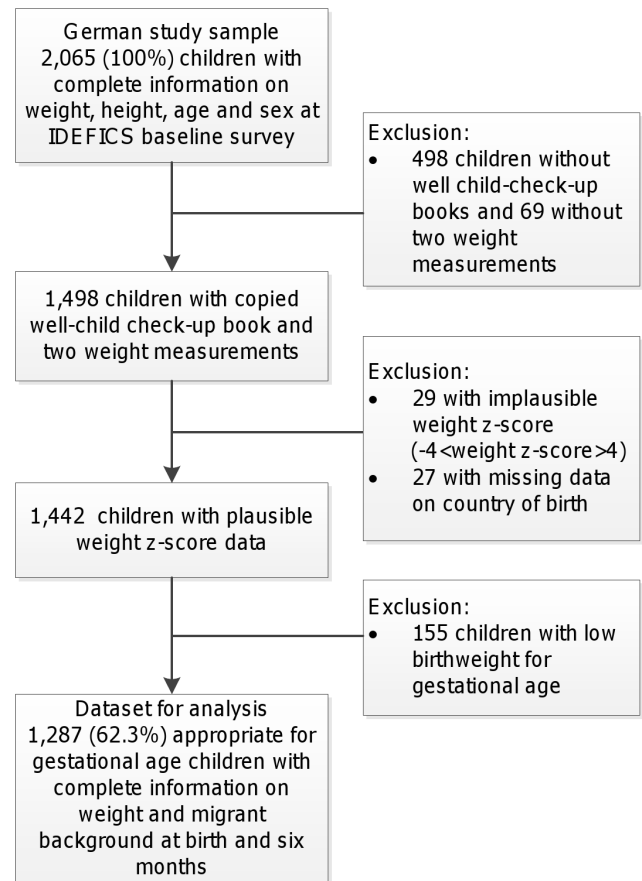 German study sample
2,065 (100%) children with
complete information on
weight, height, age and sex at
IDEFICS baseline survey
Exclusion:
• 498 children without
well child-check-up
books and 69 without
two weight
measurements
1,498 children with copied
well-child check-up book and
two weight measurements
Exclusion:
• 29 with implausible
weight z-score
(-4<weight z-score>4)
• 27 with missing data
on country of birth
1,442 children with plausible
weight z-score data
Exclusion:
• 155 children with low
birthweight for
gestational age
Dataset for analysis
1,287 (62.3%) appropriate for
gestational age children with
complete information on
weight and migrant
background at birth and six
months